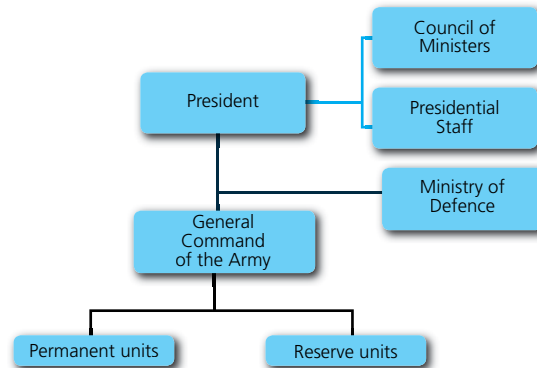 Council of
Ministers
President
Presidential
Staff
Ministry of
Defence
General
Command
of the Army
Permanent units
Reserve units